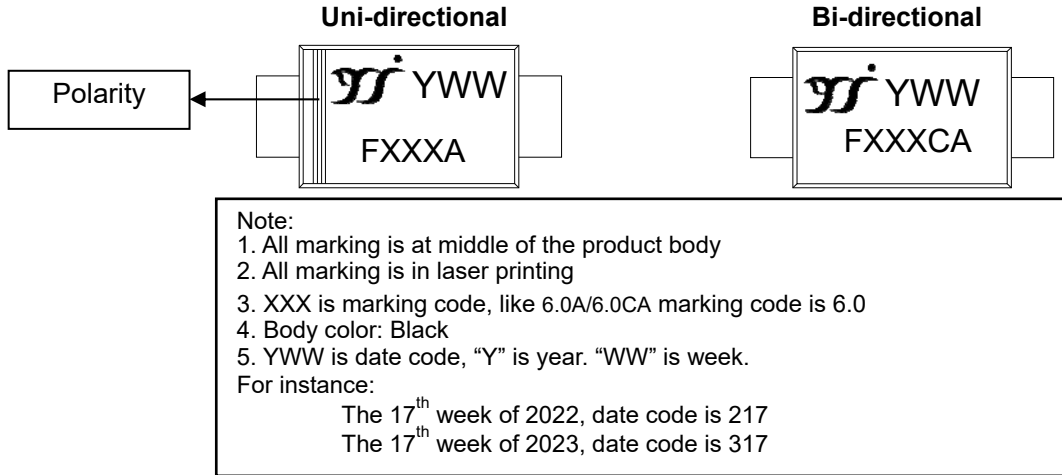 Uni-directional
Bi-directional
Polarity
YWW
FXXXA
YWW
FXXXCA
Note:
1. All marking is at middle of the product body
2. All marking is in laser printing
3. XXX is marking code, like 6.0A/6.0CA marking code is 6.0
4. Body color: Black
5. YWW is date code, “Y” is year. “WW” is week.
For instance:
The 17th week of 2022, date code is 217
The 17th week of 2023, date code is 317